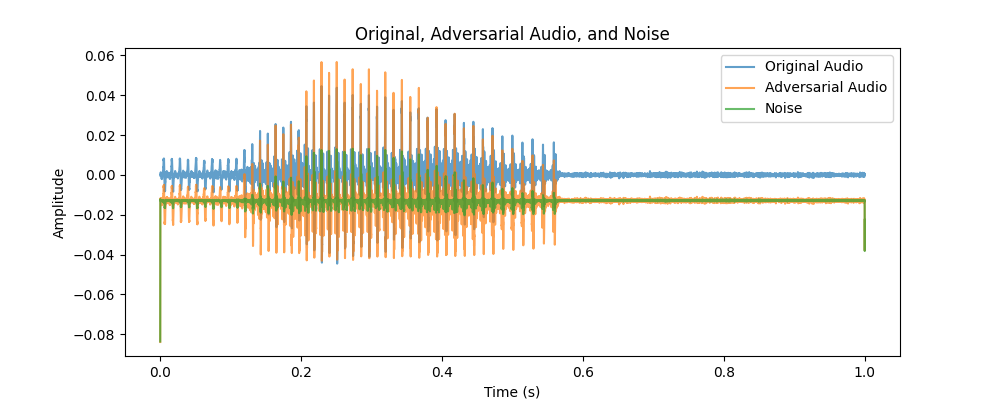 Original, Adversarial Audio, and Noise
Original Audio
Adversarial Audio
Noise
Amplitude
0.06
0.04
0.02
0.00
−0.02
−0.04
−0.06
−0.08
0.0 0.2 0.4 0.6 0.8 1.0
Time (s)